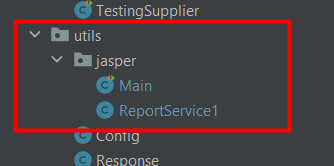 TestingSupplier
utils
jasper
Main
ReportService1
Config
Response